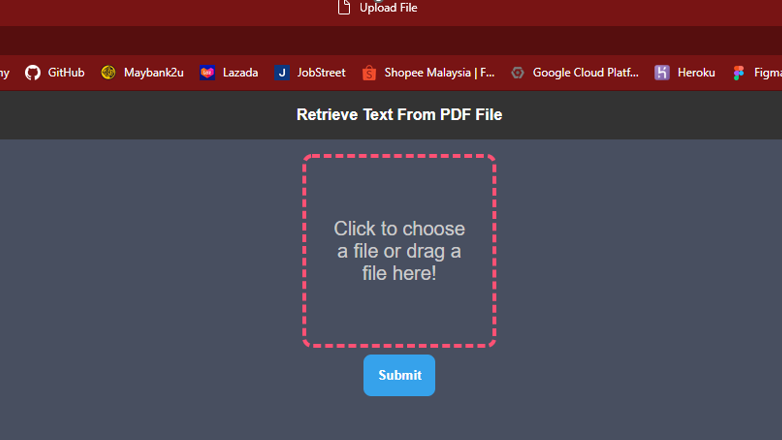 Upload File
ny GitHub Maybank2u Lazada JobStreet Shopee Malaysia | F... Google Cloud Platf... Heroku Figma
Retrieve Text From PDF File
Click to choose
a file or drag a
file here!
Submit